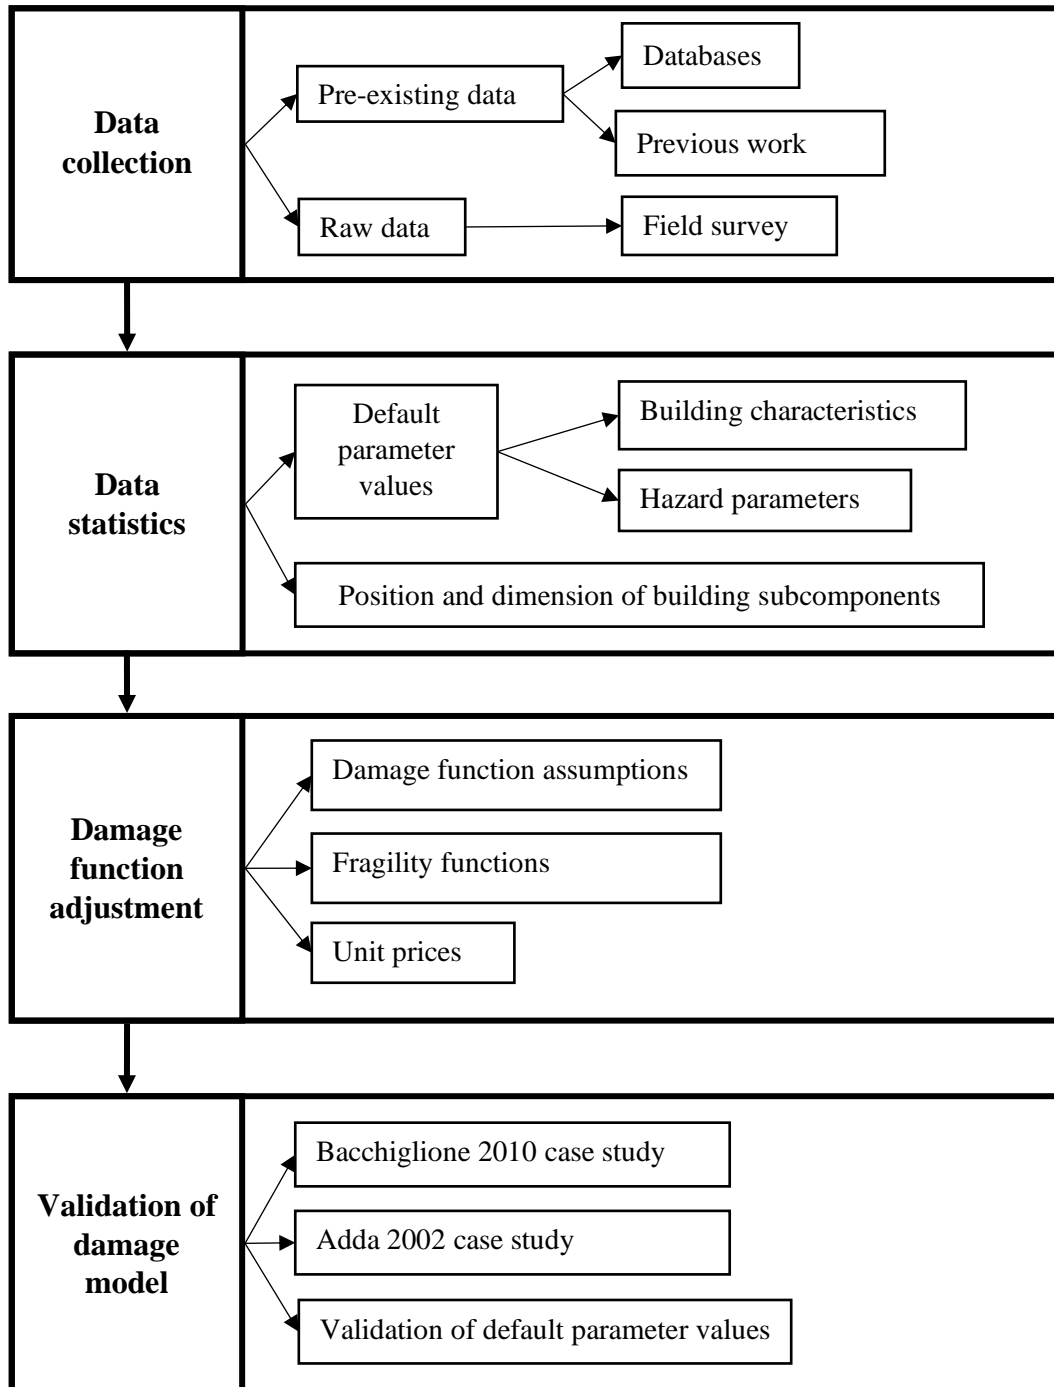 Data
collection
Pre-existing data
Databases
Previous work
Raw data
Field survey
Data
statistics
Default
parameter
values
Building characteristics
Hazard parameters
Position and dimension of building subcomponents
Damage
function
adjustment
Damage function assumptions
Fragility functions
Unit prices
Validation of
damage
model
Bacchiglione 2010 case study
Adda 2002 case study
Validation of default parameter values